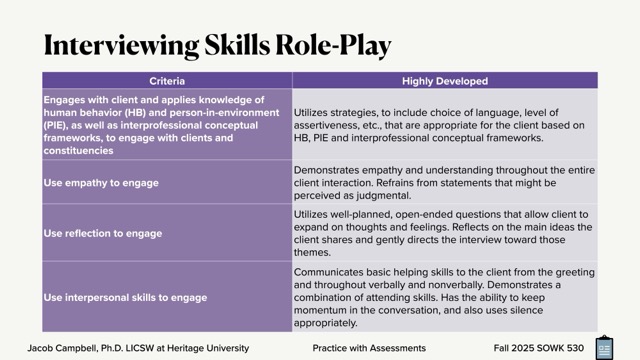 Interviewing Skills Role-Play
Criteria
Highly Developed
Engages with client and applies knowledge of
human behavior (HB) and person-in-environment
(PIE), as well as interprofessional conceptual
frameworks, to engage with clients and
constituencies
Utilizes strategies, to include choice of language, level of
assertiveness, etc., that are appropriate for the client based on
HB, PIE and interprofessional conceptual frameworks.
Use empathy to engage
Demonstrates empathy and understanding throughout the entire
client interaction. Refrains from statements that might be
perceived as judgmental.
Use reflection to engage
Utilizes well-planned, open-ended questions that allow client to
expand on thoughts and feelings. Reflects on the main ideas the
client shares and gently directs the interview toward those
themes.
Use interpersonal skills to engage
Communicates basic helping skills to the client from the greeting
and throughout verbally and nonverbally. Demonstrates a
combination of attending skills. Has the ability to keep
momentum in the conversation, and also uses silence
appropriately.
Jacob Campbell, Ph.D. LICSW at Heritage University
Practice with Assessments
Fall 2025 SOWK 530